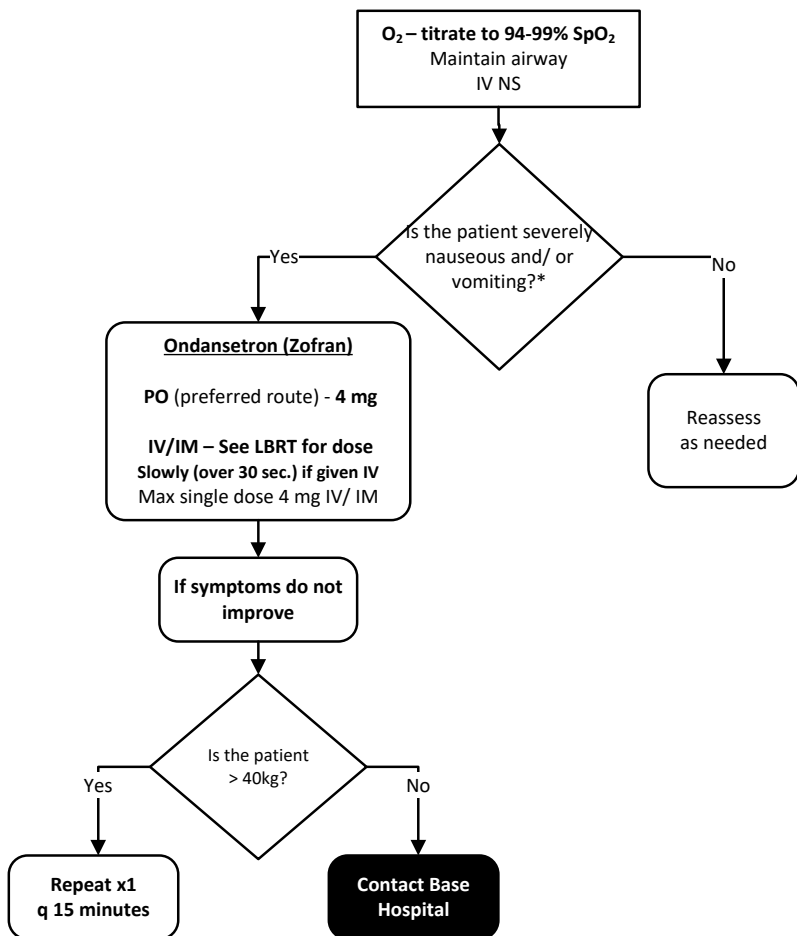 O₂ – titrate to 94-99% SpO₂
Maintain airway
IV NS
Is the patient severely
nauseous and/ or
vomiting?*
Yes
No
Ondansetron (Zofran)
PO (preferred route) - 4 mg
IV/IM – See LBRT for dose
Slowly (over 30 sec.) if given IV
Max single dose 4 mg IV/ IM
Reassess
as needed
If symptoms do not
improve
Is the patient
> 40kg?
Yes
No
Repeat x1
q 15 minutes
Contact Base
Hospital